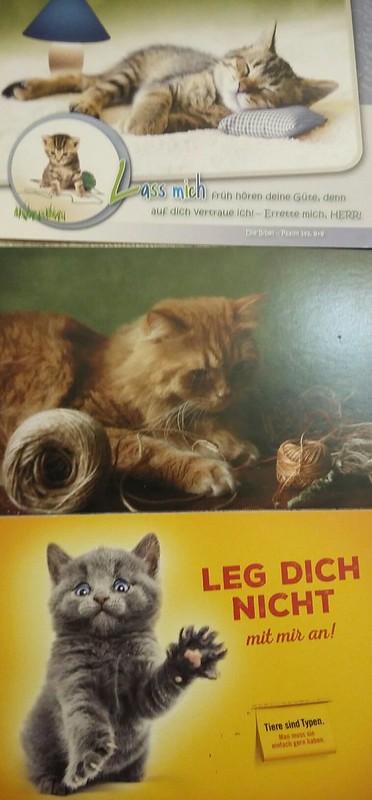 Lass mich früh hören deine Güte, denn
auf dich vertraue ich! – Errette mich, HERR!
Die Bibel – Psalm 143, 8+9
LEG DICH
NICHT
mit mir an!
Tiere sind Typen.
Man muss sie
einfach gern haben.